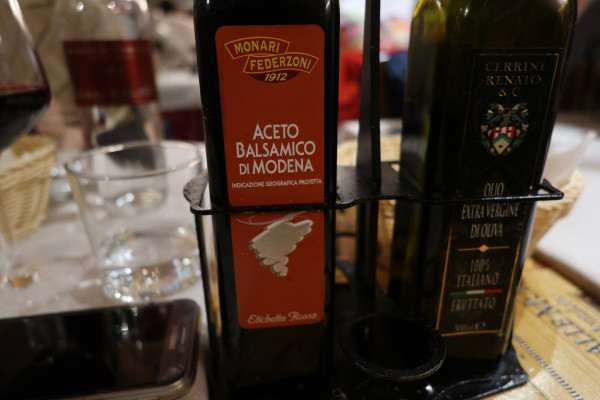 MONARI
FEDERZONI
1912
ACETO
BALSAMICO
DI MODENA
INDICAZIONE GEOGRAFICA PROTETTA
Etichetta Rossa
CERRINI
RENATO
& C
OLIO
EXTRA VERGINE
DI OLIVA
100%
ITALIANO
FRUTTATO